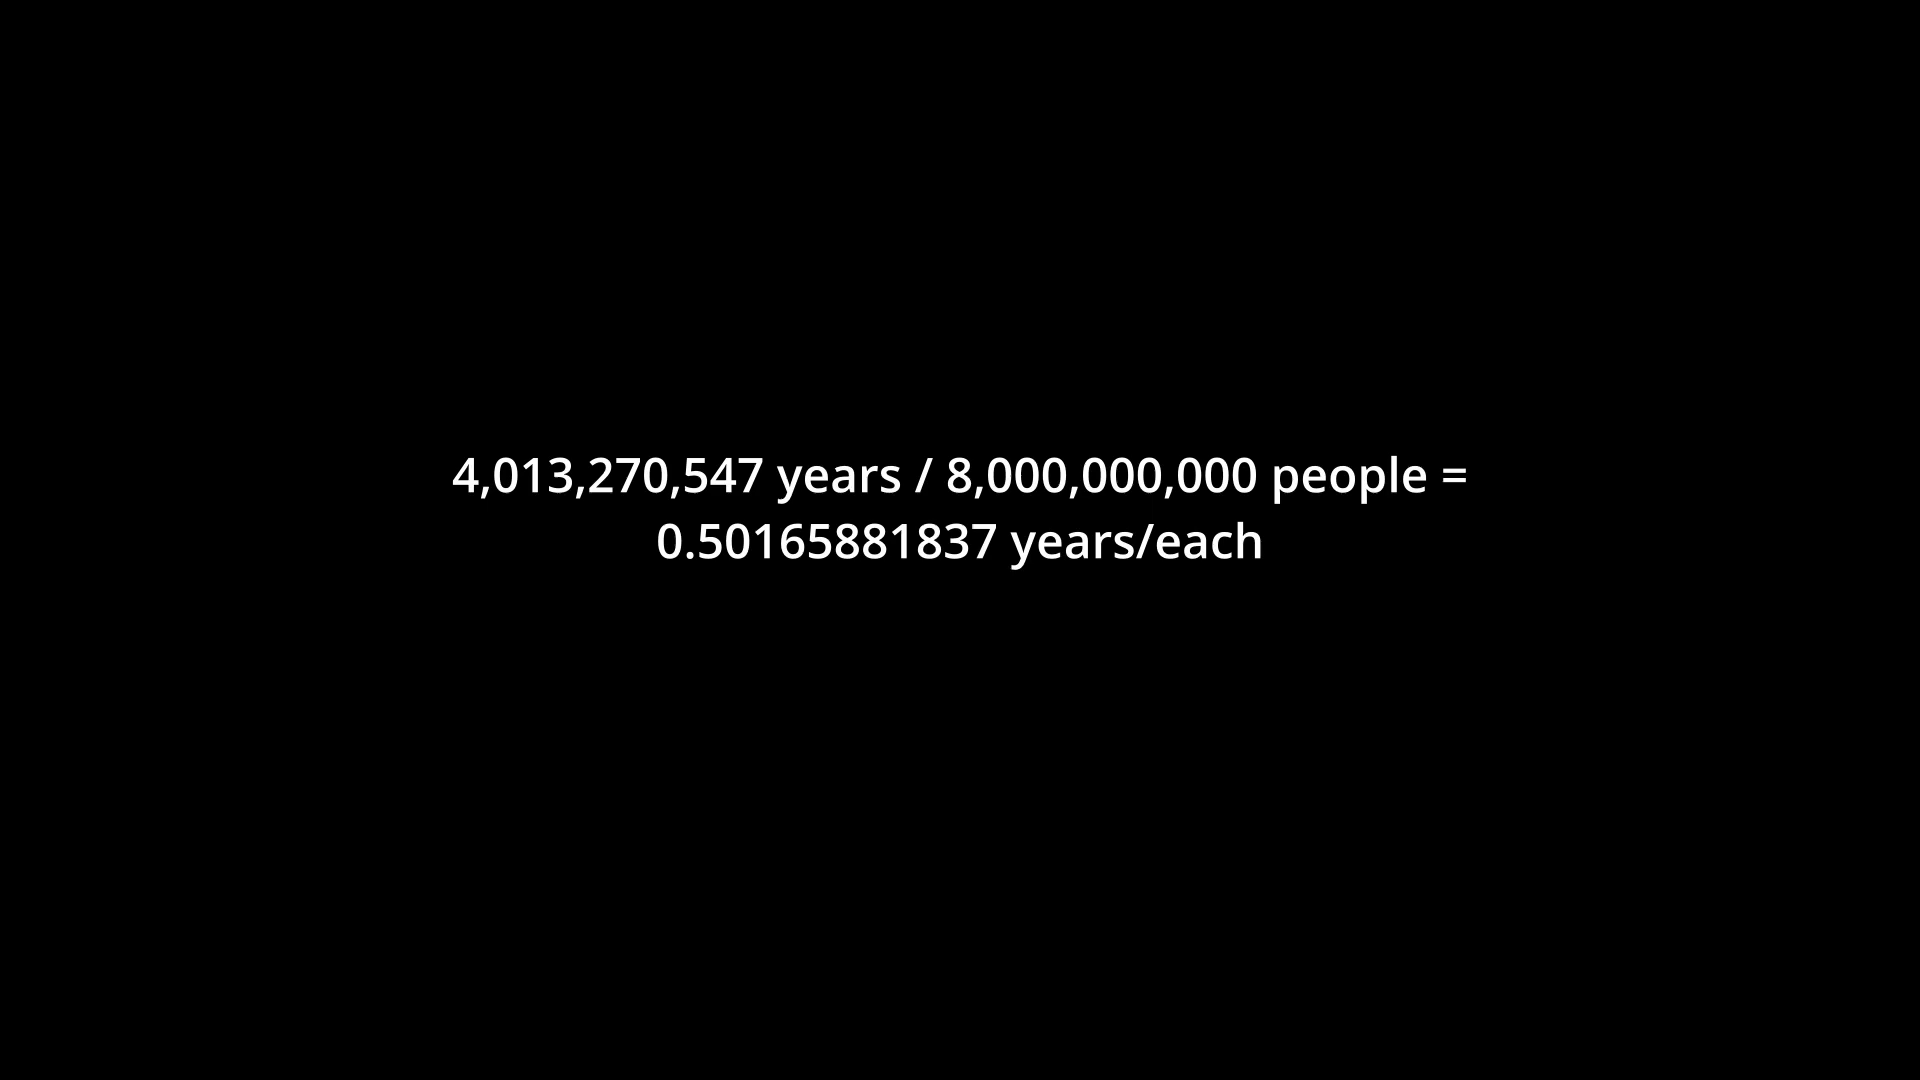 4,013,270,547 years / 8,000,000,000 people =
0.50165881837 years/each